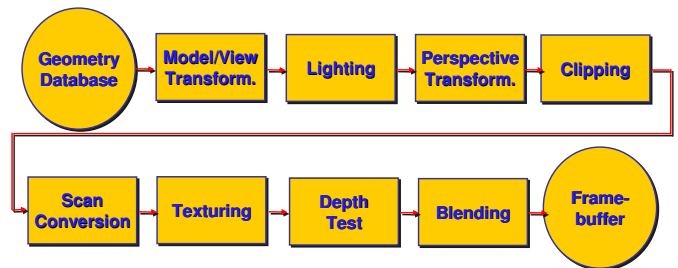 Geometry
Database
Model/View
Transform.
Lighting
Perspective
Transform.
Clipping
Scan
Conversion
Texturing
Depth
Test
Blending
Frame-
buffer